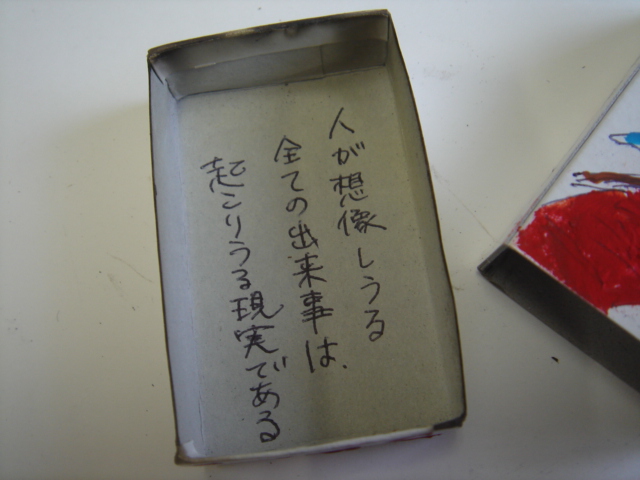 人が想像しうる
全ての出来事は、
起こりうる現実である